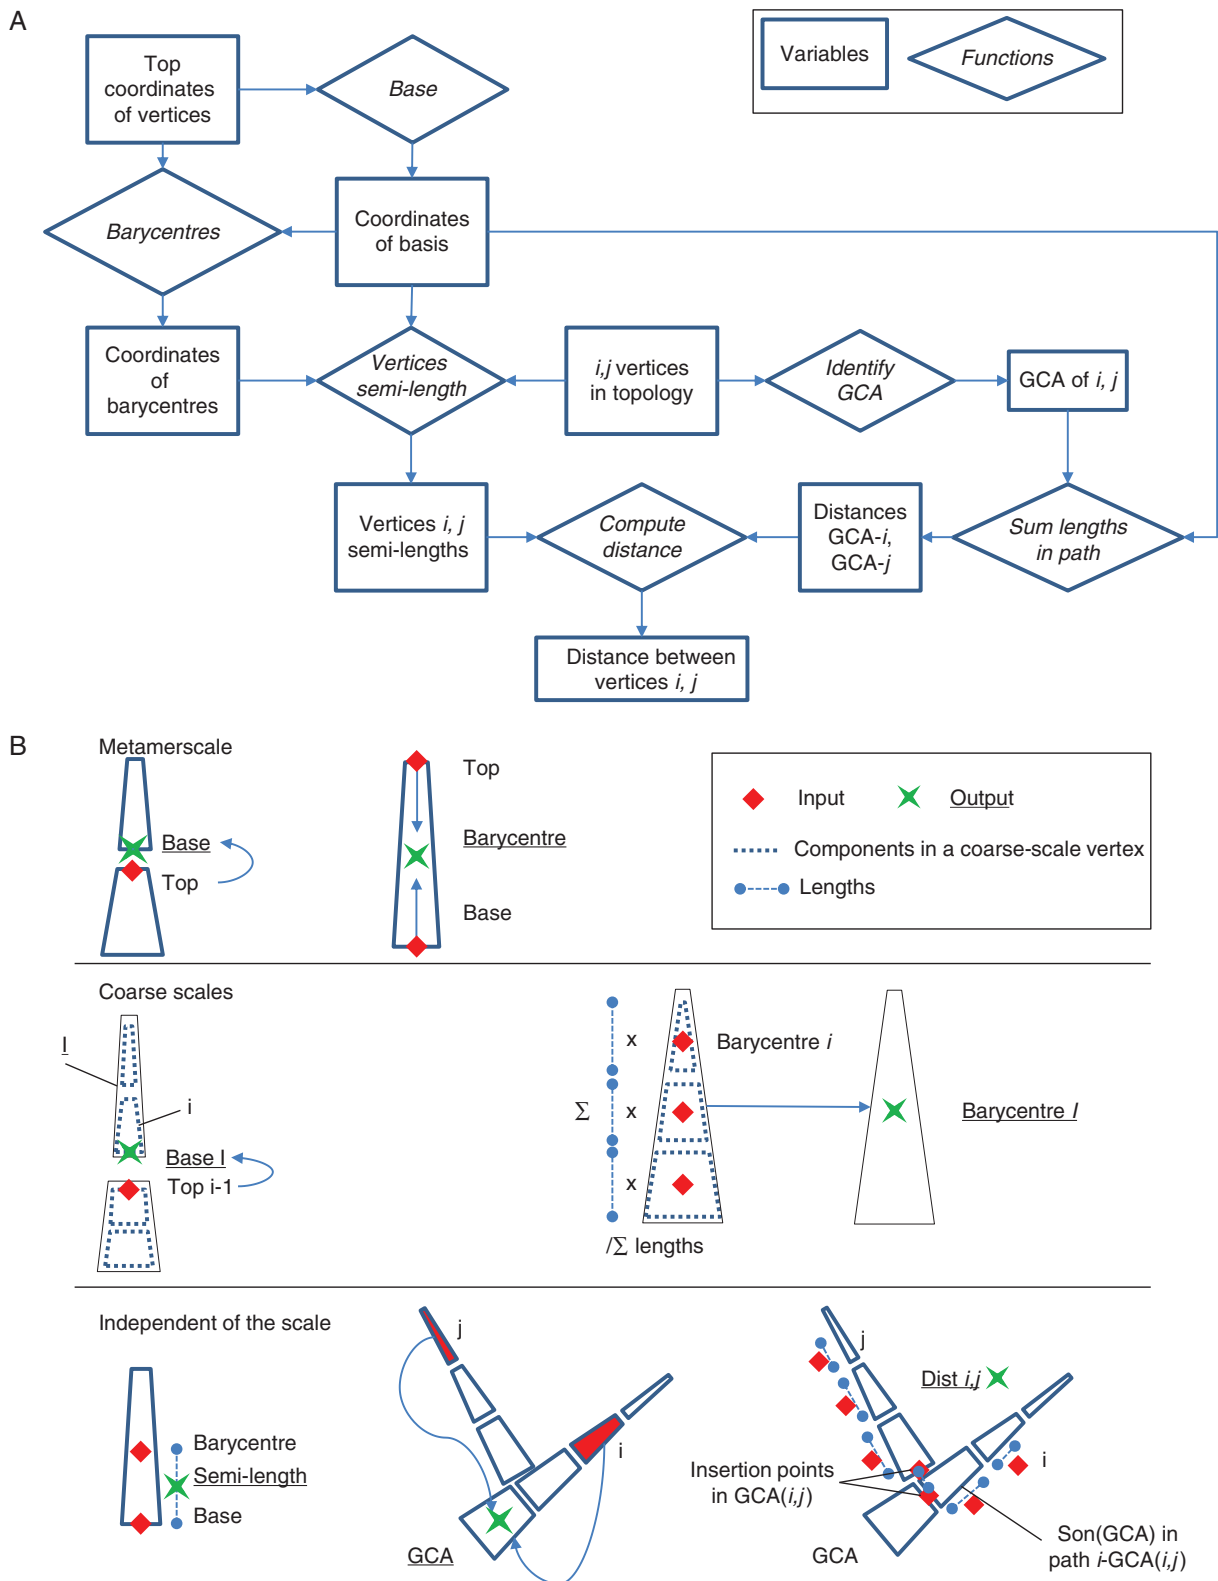 A
Top
coordinates
of vertices
Base
Variables
Functions
Barycentres
Coordinates
of basis
Coordinates
of
barycentres
Vertices
semi-length
i,j vertices
in topology
Identify
GCA
GCA of i, j
Vertices i, j
semi-lengths
Compute
distance
Distances
GCA-i,
GCA-j
Sum lengths
in path
Distance between
vertices i, j
B
Metamerscale
Base
Top
Top
Barycentre
Base
Input
Output
Components in a coarse-scale vertex
Lengths
Coarse scales
I
i
Base I
Top i-1
Σ
x
x
x
/Σ lengths
Barycentre i
Barycentre I
Independent of the scale
Barycentre
Semi-length
Base
j
i
GCA
j
Dist i,j
i
Insertion points
in GCA(i,j)
GCA
Son(GCA) in
path i-GCA(i,j)